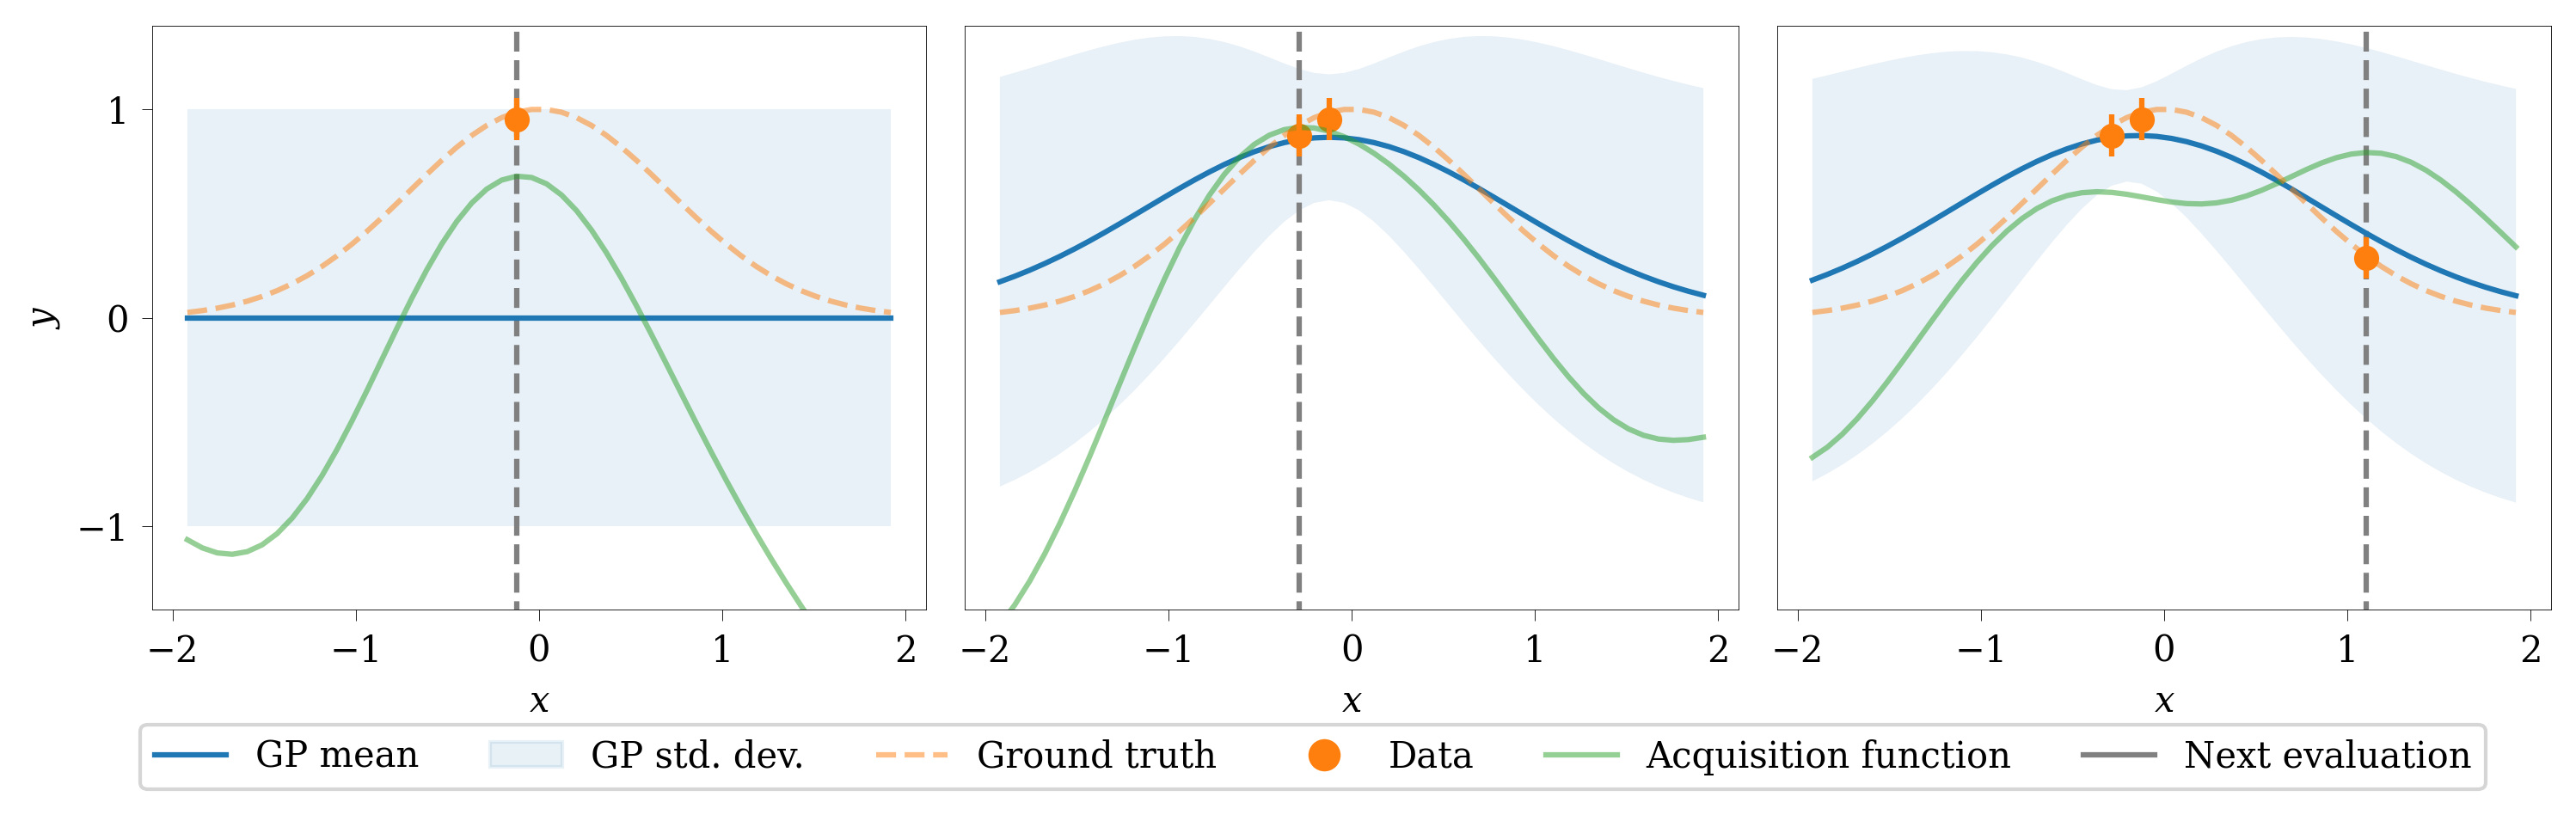 y
1
0
−1
−2 −1 0 1 2
−2 −1 0 1 2
−2 −1 0 1 2
x
x
x
GP mean GP std. dev. Ground truth Data Acquisition function Next evaluation